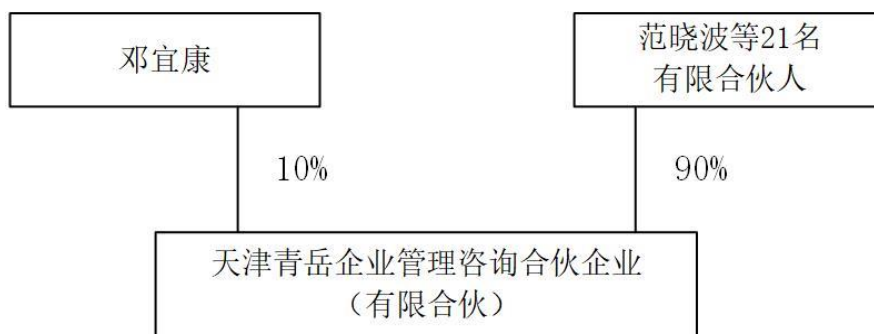 邓宜康
范晓波等21名
有限合伙人
10%
90%
天津青岳企业管理咨询合伙企业
（有限合伙）